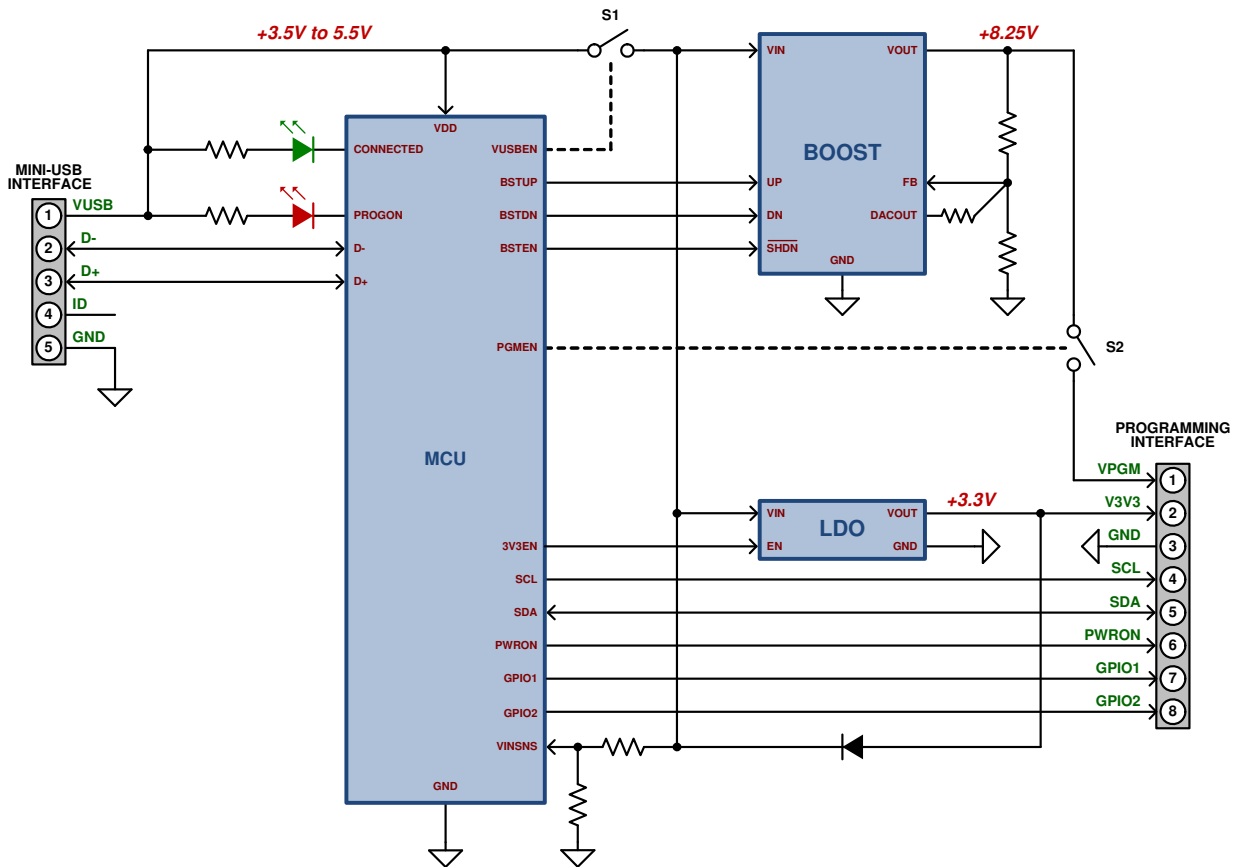 S1
+3.5V to 5.5V
+8.25V
VIN
VOUT
BOOST
UP
FB
DN
DACOUT
SHDN
GND
VDD
CONNECTED
VUSBEN
BSTUP
PROGON
BSTDN
D-
BSTEN
D+
PGMEN
MCU
3V3EN
SCL
SDA
PWRON
GPIO1
GPIO2
VINSNS
GND
MINI-USB
INTERFACE
1
VUSB
2
D-
3
D+
4
ID
5
GND
S2
VIN
VOUT
LDO
EN
GND
+3.3V
PROGRAMMING
INTERFACE
VPGM
1
V3V3
2
GND
3
SCL
4
SDA
5
PWRON
6
GPIO1
7
GPIO2
8